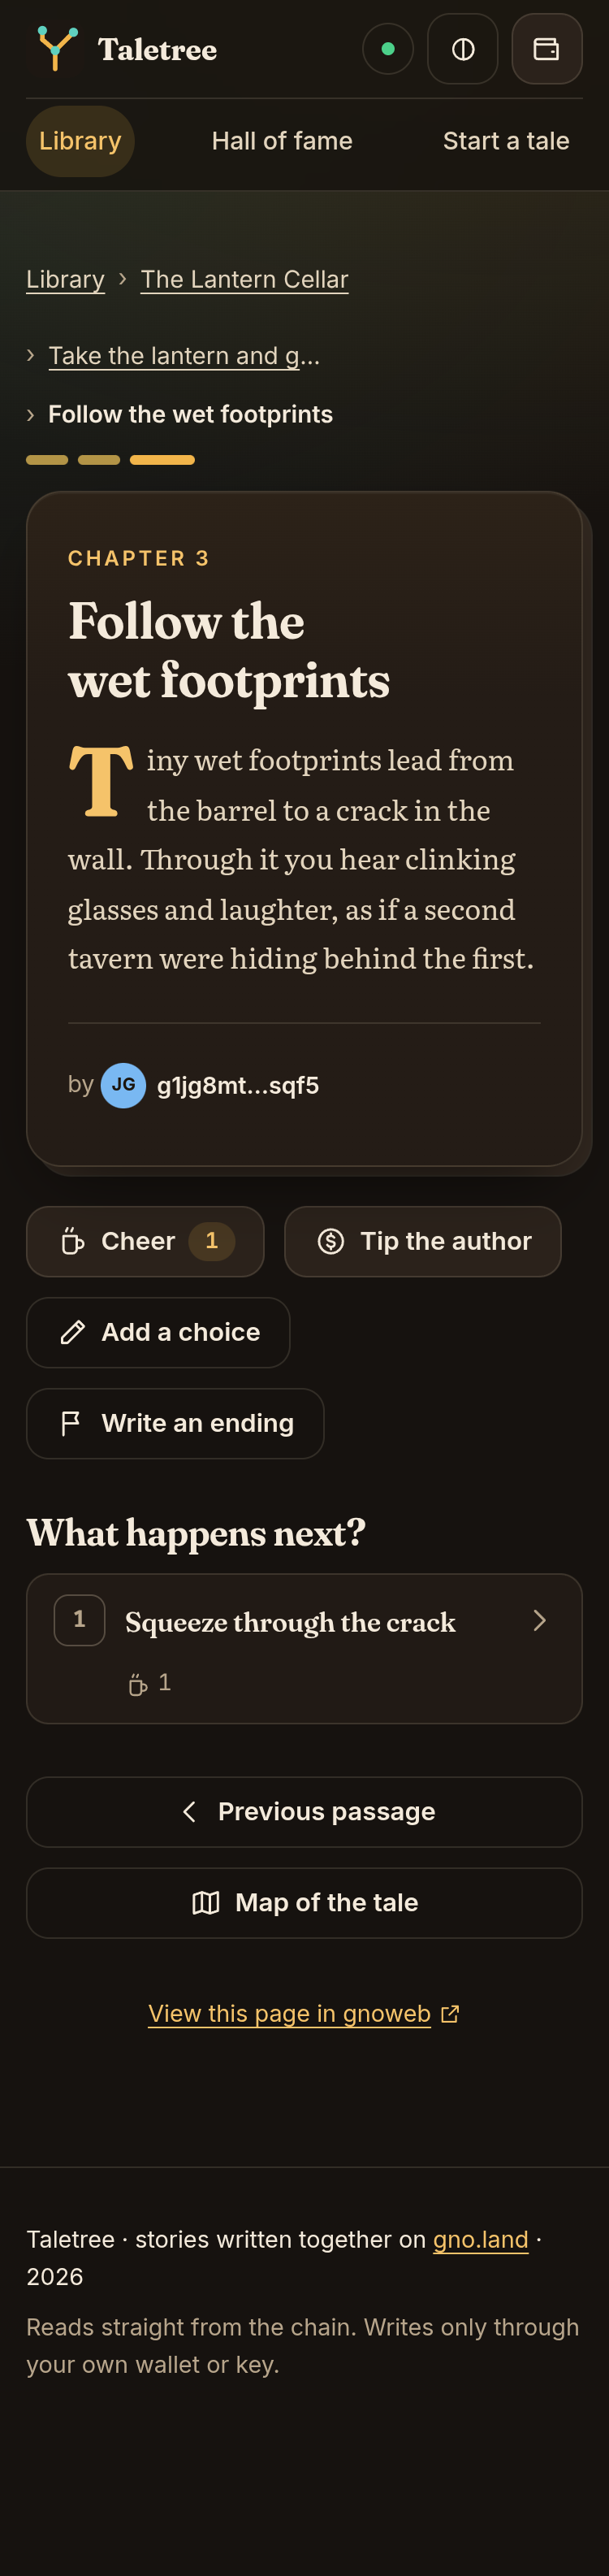 Taletree
Library
Hall of fame
Start a tale
Library › The Lantern Cellar
› Take the lantern and g...
› Follow the wet footprints
CHAPTER 3
Follow the
wet footprints
Tiny wet footprints lead from
the barrel to a crack in the
wall. Through it you hear clinking
glasses and laughter, as if a second
tavern were hiding behind the first.
by JG g1jg8mt...sqf5
Cheer 1
Tip the author
Add a choice
Write an ending
What happens next?
1 Squeeze through the crack
1
Previous passage
Map of the tale
View this page in gnoweb
Taletree · stories written together on gno.land ·
2026
Reads straight from the chain. Writes only through
your own wallet or key.